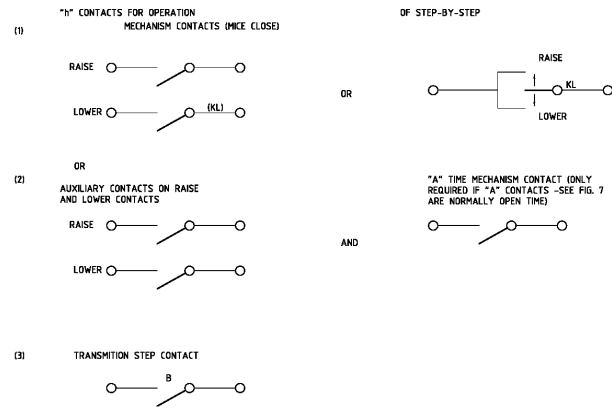 "h" CONTACTS FOR OPERATION OF STEP-BY-STEP
(1) MECHANISM CONTACTS (MICE CLOSE)
RAISE
LOWER (KL)
OR
RAISE
KL
LOWER
OR
(2)
AUXILIARY CONTACTS ON RAISE
AND LOWER CONTACTS
RAISE
LOWER
AND
"A" TIME MECHANISM CONTACT (ONLY
REQUIRED IF "A" CONTACTS -SEE FIG. 7
ARE NORMALLY OPEN TIME)
(3) TRANSMITION STEP CONTACT
B